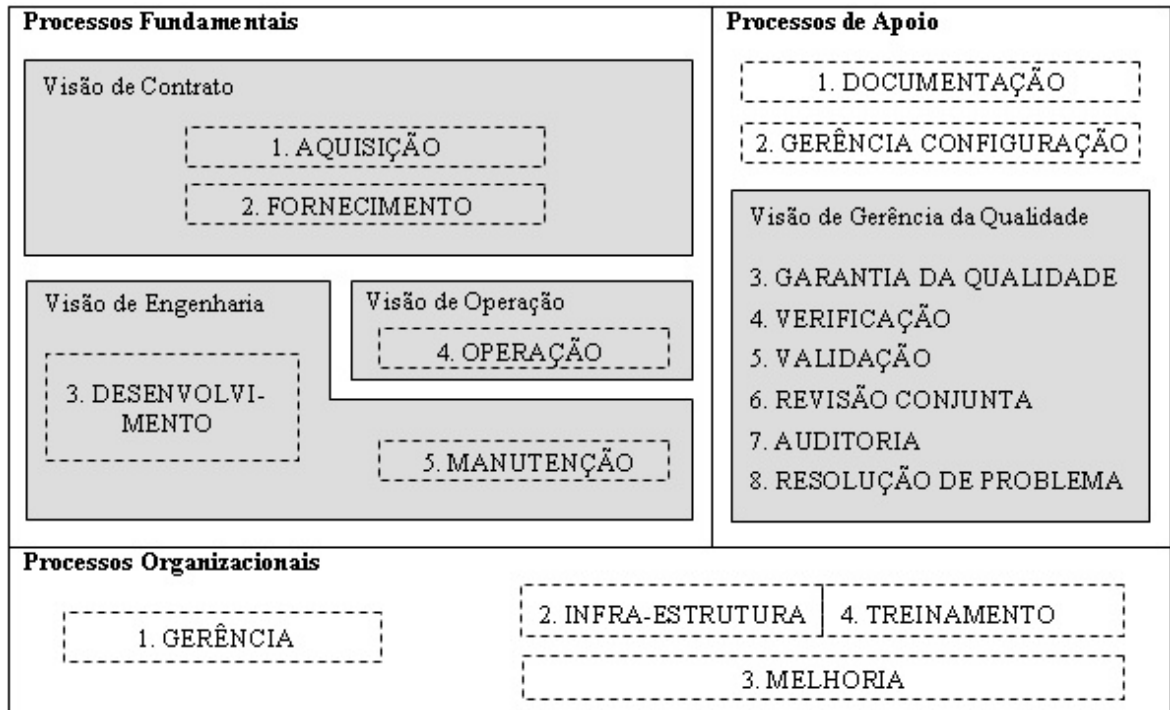 Processos Fundamentais
Visão de Contrato
1. AQUISIÇÃO
2. FORNECIMENTO
Visão de Engenharia
3. DESENVOLVI-
MENTO
Visão de Operação
4. OPERAÇÃO
5. MANUTENÇÃO
Processos de Apoio
1. DOCUMENTAÇÃO
2. GERÊNCIA CONFIGURAÇÃO
Visão de Gerência da Qualidade
3. GARANTIA DA QUALIDADE
4. VERIFICAÇÃO
5. VALIDAÇÃO
6. REVISÃO CONJUNTA
7. AUDITORIA
8. RESOLUÇÃO DE PROBLEMA
Processos Organizacionais
1. GERÊNCIA
2. INFRA-ESTRUTURA
4. TREINAMENTO
3. MELHORIA